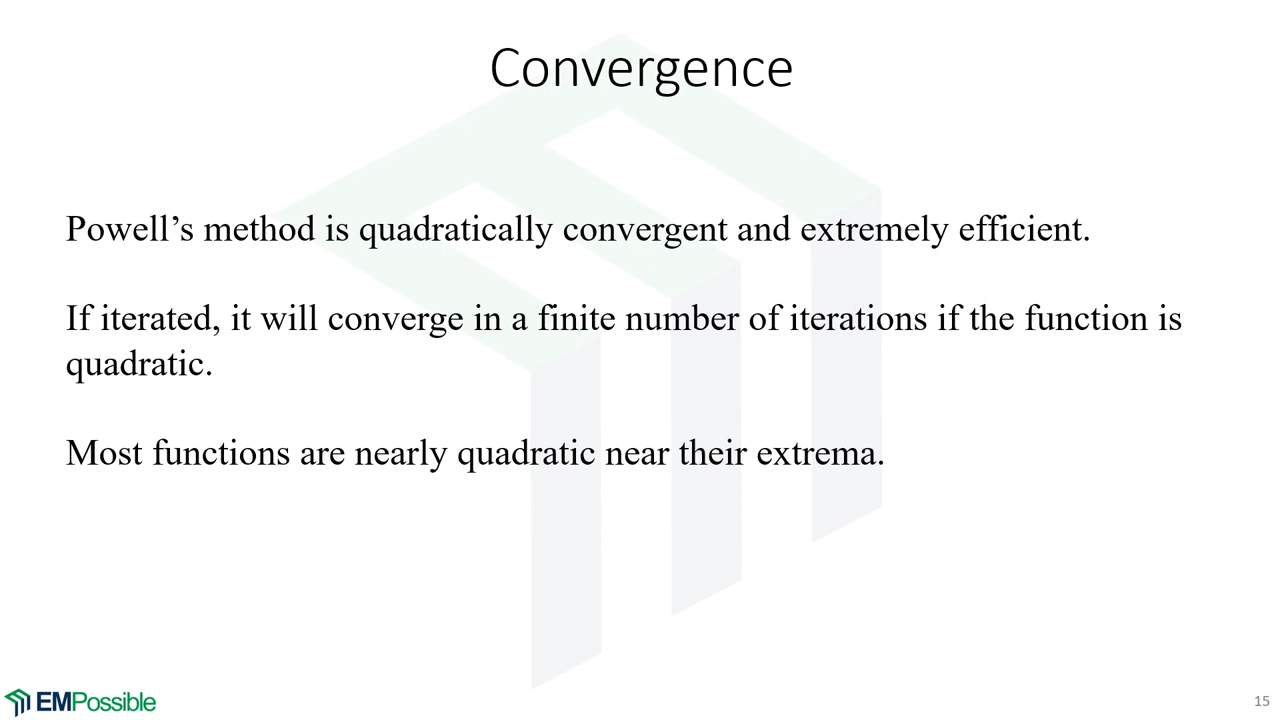 Convergence
Powell’s method is quadratically convergent and extremely efficient.
If iterated, it will converge in a finite number of iterations if the function is
quadratic.
Most functions are nearly quadratic near their extrema.
EMPossible
15